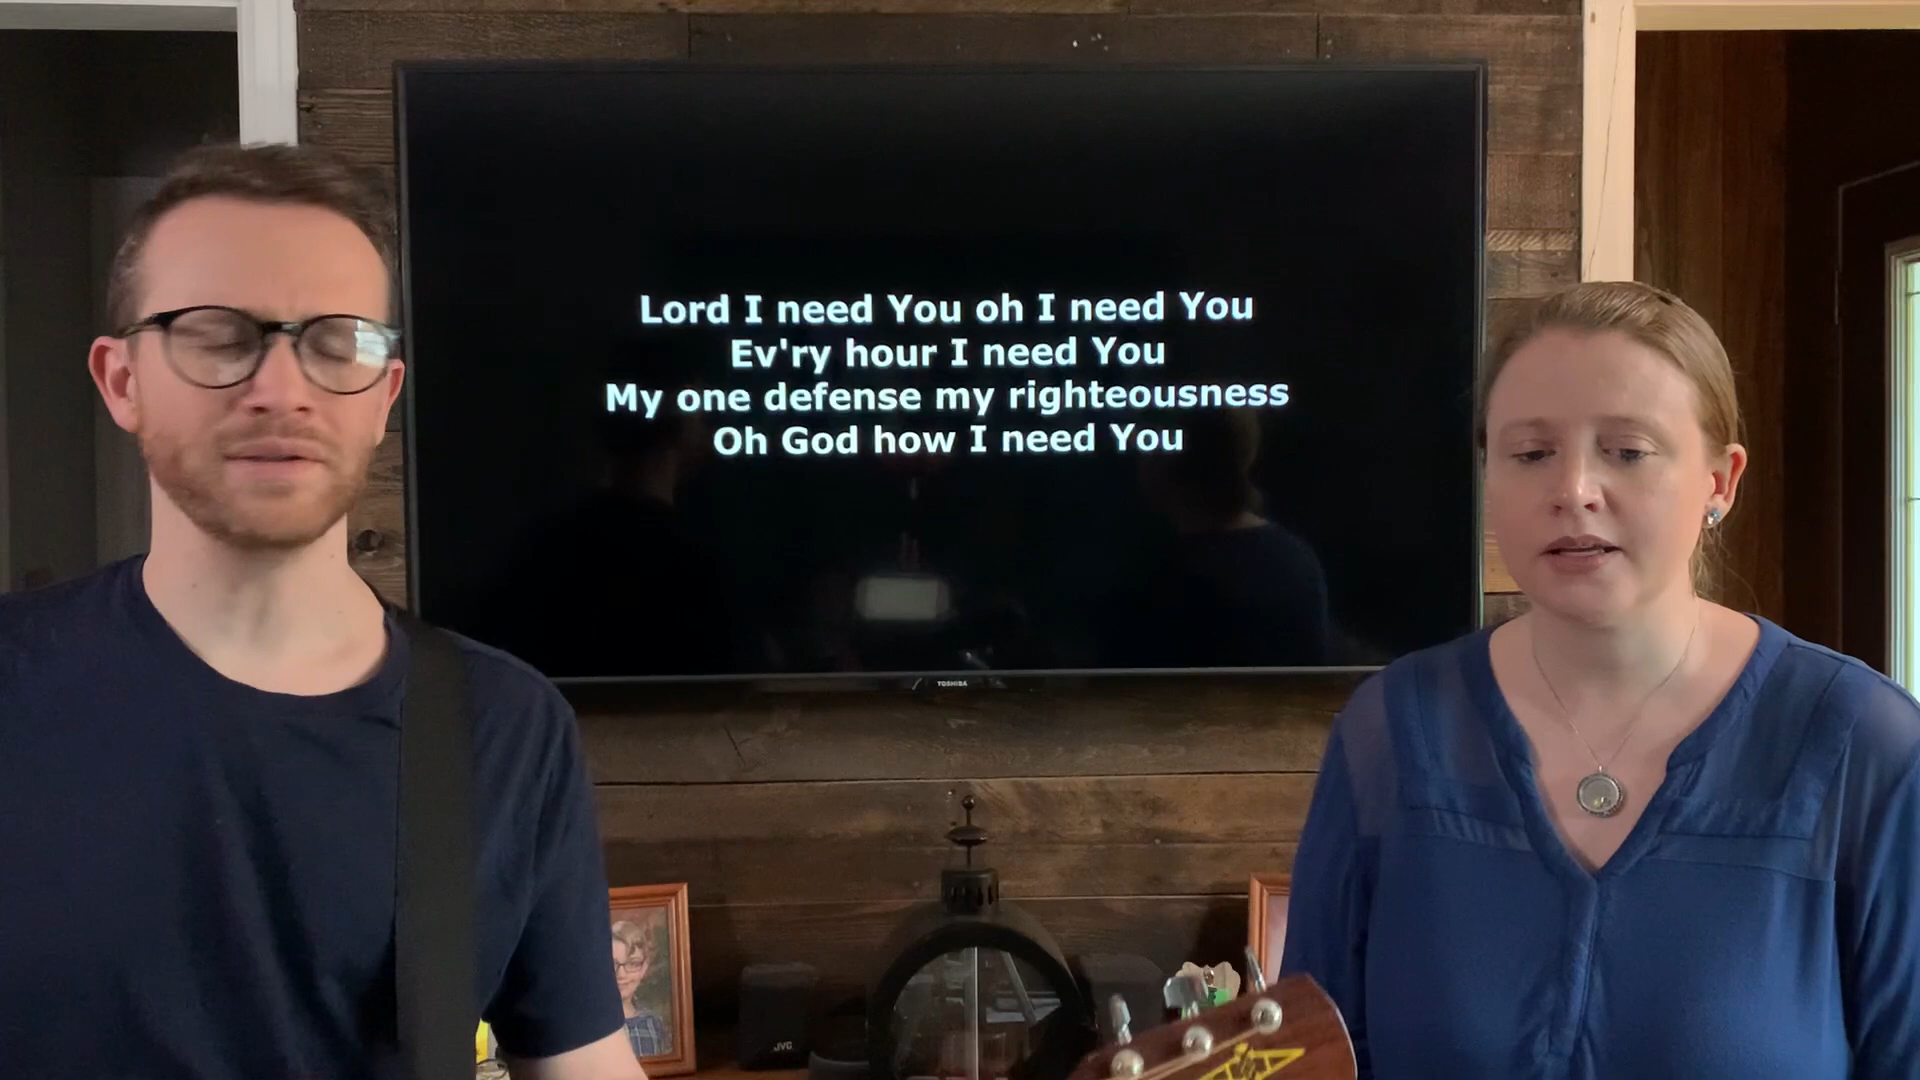 Lord I need You oh I need You
Ev'ry hour I need You
My one defense my righteousness
Oh God how I need You
TOSHIBA
JVC